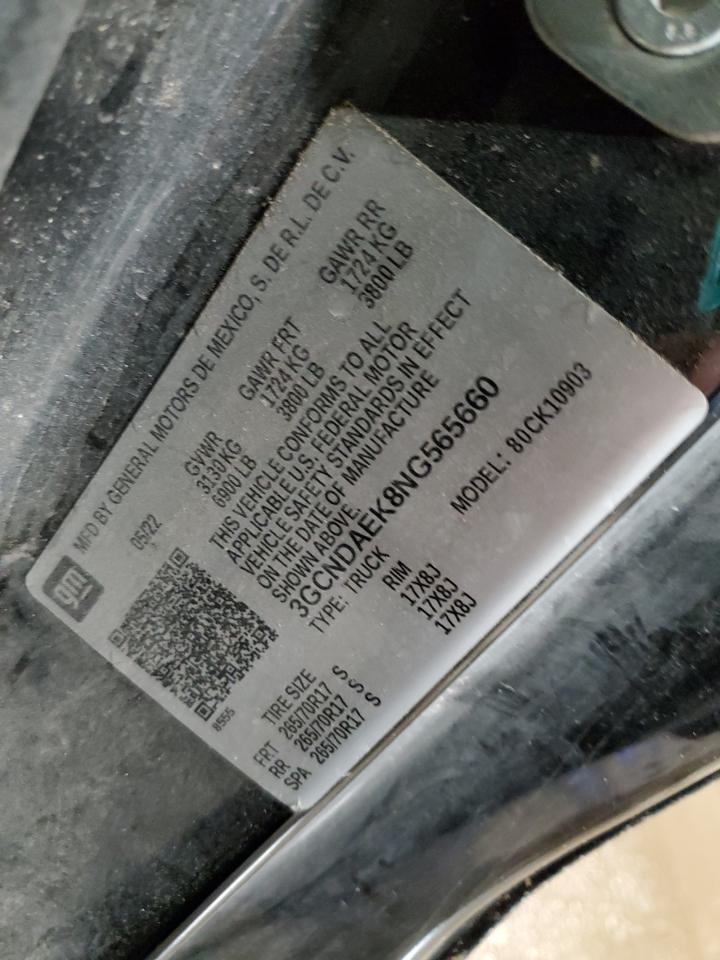 gm
MFD BY GENERAL MOTORS DE MEXICO, S. DE R.L. DE C.V.
05/22 GVWR GAWR FRT GAWR RR
3130 KG 1724 KG 1724 KG
6900 LB 3800 LB 3800 LB
THIS VEHICLE CONFORMS TO ALL
APPLICABLE U.S. FEDERAL MOTOR
VEHICLE SAFETY STANDARDS IN EFFECT
ON THE DATE OF MANUFACTURE
SHOWN ABOVE.
3GCNDAEK8NG565660
TYPE: TRUCK MODEL: 80CK10903
8555
TIRE SIZE RIM
FRT 265/70R17 S 17X8J
RR 265/70R17 S 17X8J
SPA 265/70R17 S 17X8J
8.8